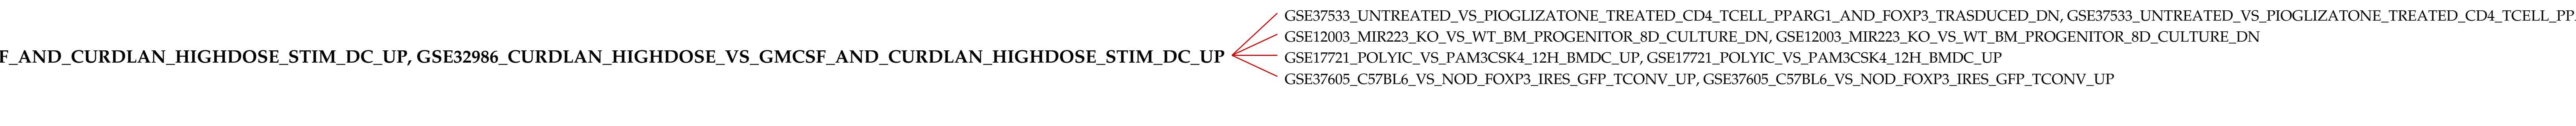 GSE37533_UNTREATED_VS_PIOGLIZATONE_TREATED_CD4_TCELL_PPARG1_AND_FOXP3_TRASDUCED_DN, GSE37533_UNTREATED_VS_PIOGLIZATONE_TREATED_CD4_TCELL_PP
GSE12003_MIR223_KO_VS_WT_BM_PROGENITOR_8D_CULTURE_DN, GSE12003_MIR223_KO_VS_WT_BM_PROGENITOR_8D_CULTURE_DN
F_AND_CURDLAN_HIGHDOSE_STIM_DC_UP, GSE32986_CURDLAN_HIGHDOSE_VS_GMCSF_AND_CURDLAN_HIGHDOSE_STIM_DC_UP
GSE17721_POLYIC_VS_PAM3CSK4_12H_BMDC_UP, GSE17721_POLYIC_VS_PAM3CSK4_12H_BMDC_UP
GSE37605_C57BL6_VS_NOD_FOXP3_IRES_GFP_TCONV_UP, GSE37605_C57BL6_VS_NOD_FOXP3_IRES_GFP_TCONV_UP